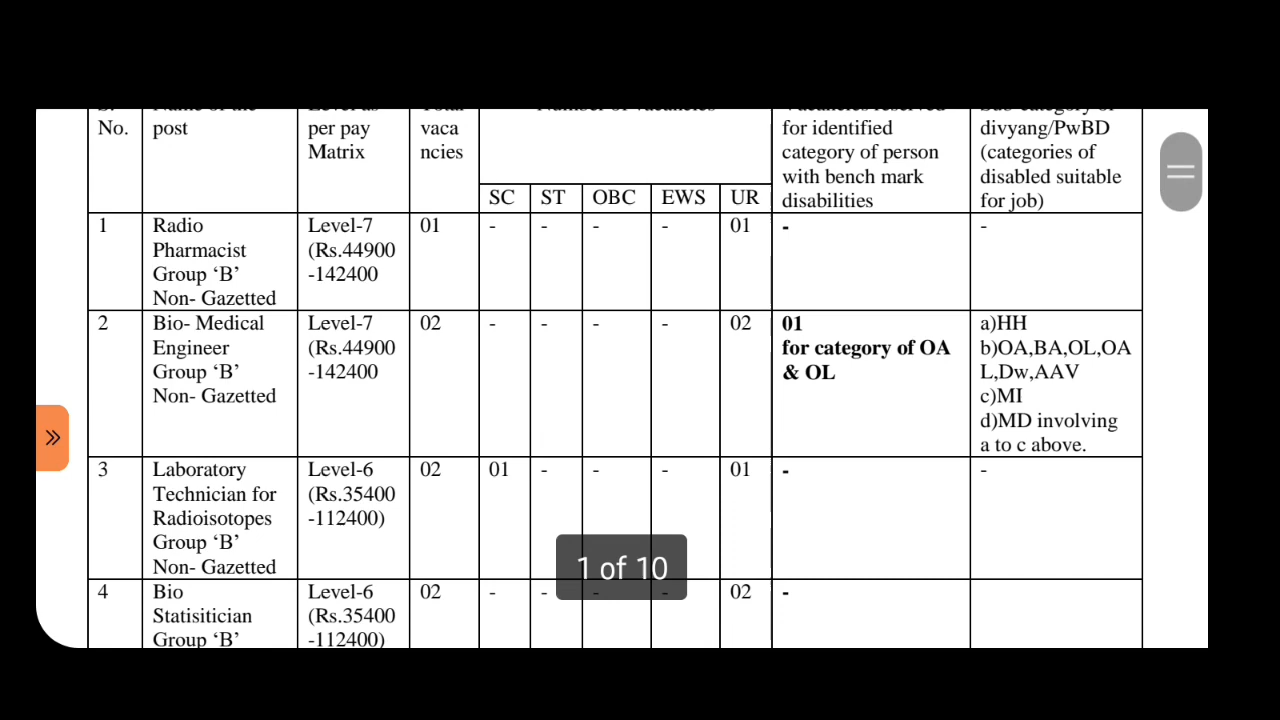 No.
post
per pay
Matrix
vaca
ncies
for identified
category of person
with bench mark
disabilities
divyang/PwBD
(categories of
disabled suitable
for job)
SC ST OBC EWS UR
1
Radio
Pharmacist
Group ‘B’
Non- Gazetted
Level-7
(Rs.44900
-142400
01
- - - - 01
-
-
2
Bio- Medical
Engineer
Group ‘B’
Non- Gazetted
Level-7
(Rs.44900
-142400
02
- - - - 02
01
for category of OA
& OL
a)HH
b)OA,BA,OL,OA
L,Dw,AAV
c)MI
d)MD involving
a to c above.
3
Laboratory
Technician for
Radioisotopes
Group ‘B’
Non- Gazetted
Level-6
(Rs.35400
-112400)
02
01 - - - 01
-
-
1 of 10
4
Bio
Statisitician
Group ‘B’
Level-6
(Rs.35400
-112400)
02
- - - - 02
-